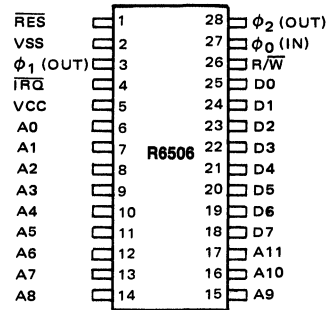 R̅E̅S̅ 1 28 ϕ2 (OUT)
VSS 2 27 ϕ0 (IN)
ϕ1 (OUT) 3 26 R/W̅
I̅R̅Q̅ 4 25 D0
VCC 5 24 D1
A0 6 23 D2
A1 7 22 D3
R6506
A2 8 21 D4
A3 9 20 D5
A4 10 19 D6
A5 11 18 D7
A6 12 17 A11
A7 13 16 A10
A8 14 15 A9